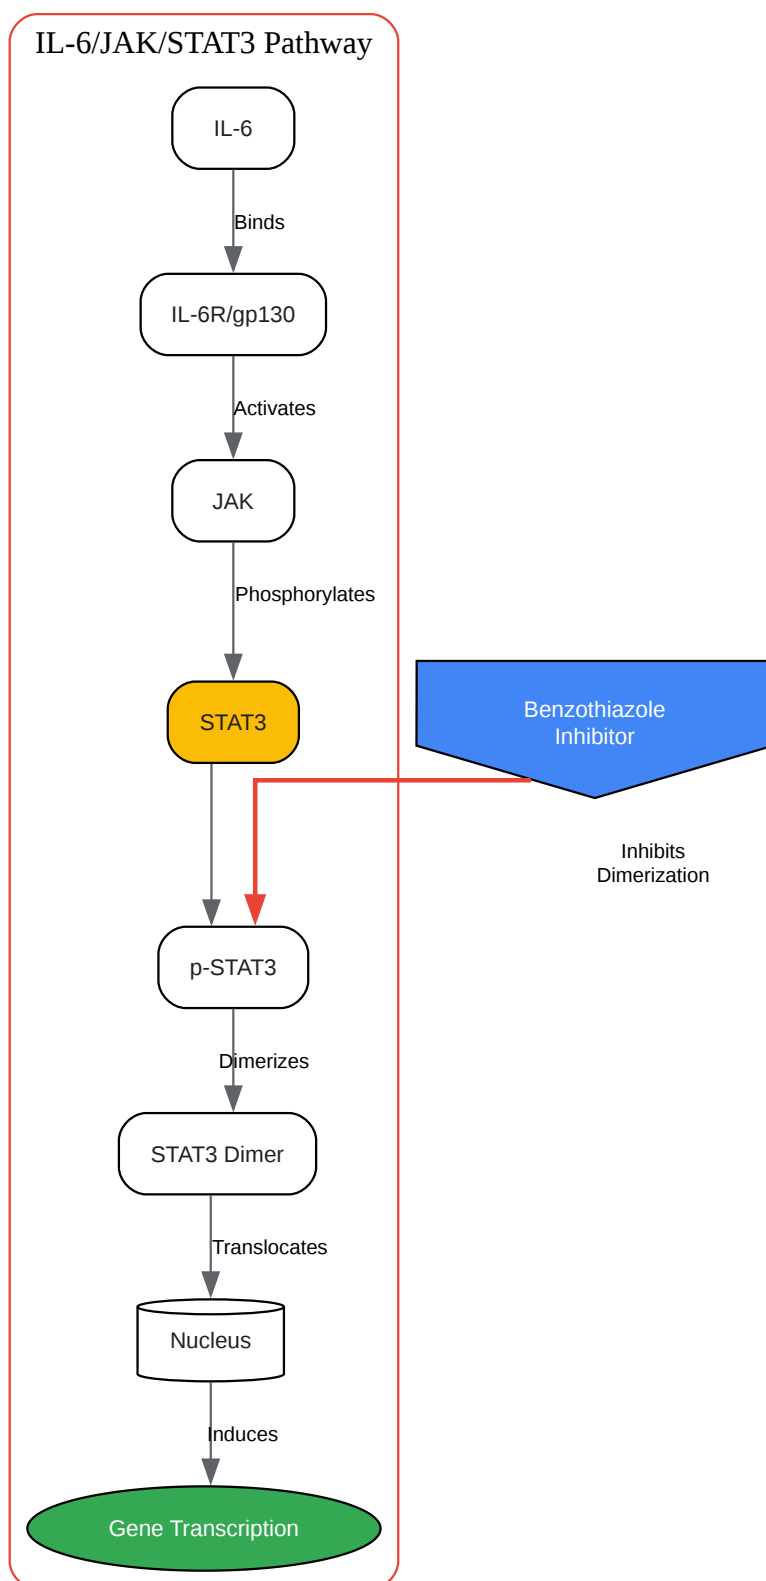 IL-6/JAK/STAT3 Pathway
IL-6
Binds
IL-6R/gp130
Activates
JAK
Phosphorylates
STAT3
Benzothiazole
Inhibitor
Inhibits
Dimerization
p-STAT3
Dimerizes
STAT3 Dimer
Translocates
Nucleus
Induces
Gene Transcription